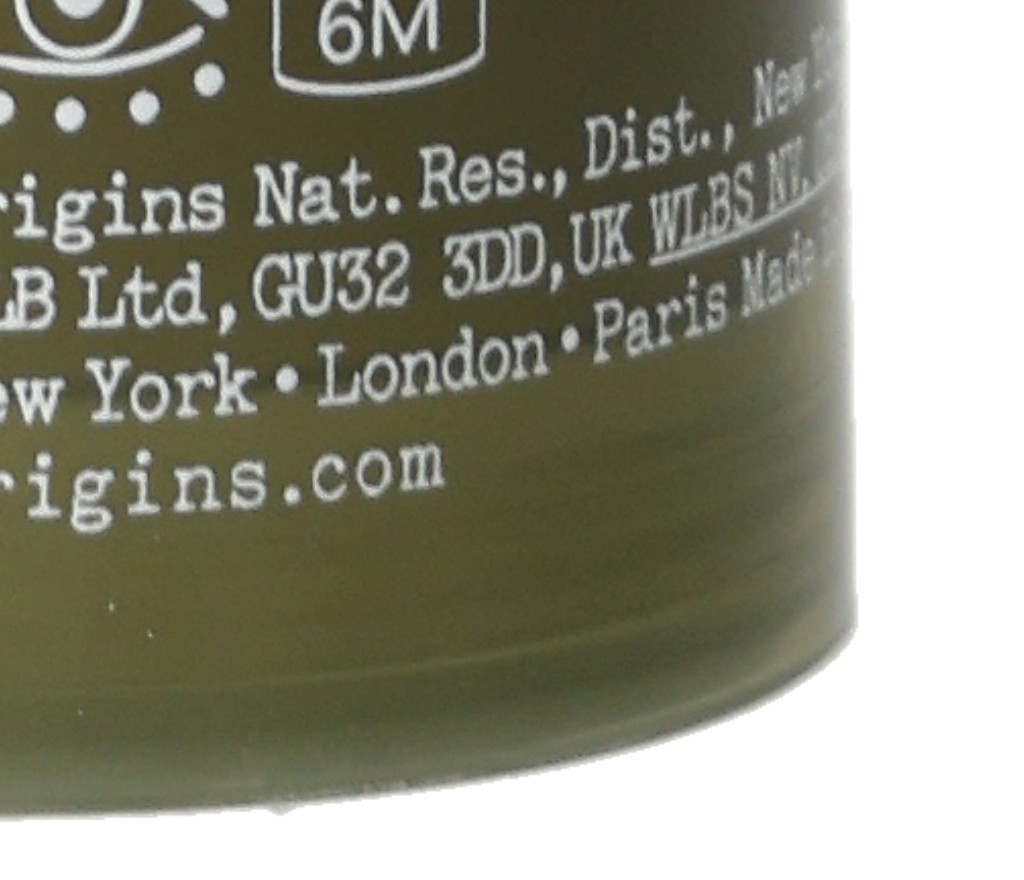 6M
rigins Nat. Res., Dist., New
LB Ltd, GU32 3DD, UK WLBS NV,
ew York • London • Paris Made
rigins.com